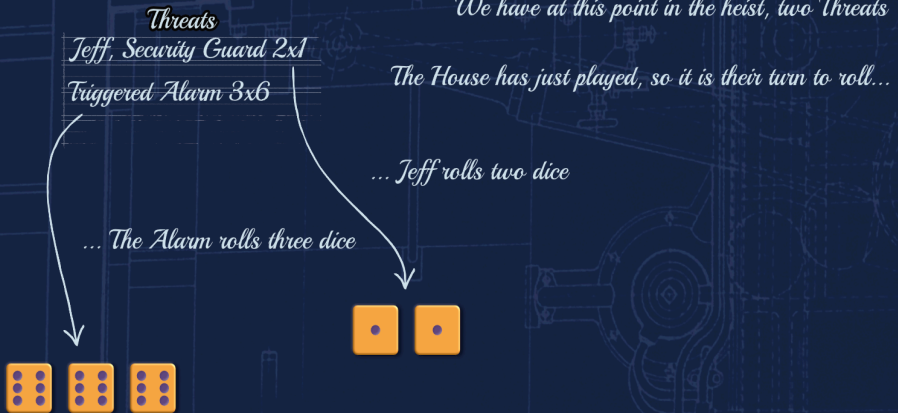 Threats
We have at this point in the heist, two Threats
Jeff, Security Guard 2x1
The House has just played, so it is their turn to roll...
Triggered Alarm 3x6
... Jeff rolls two dice
... The Alarm rolls three dice